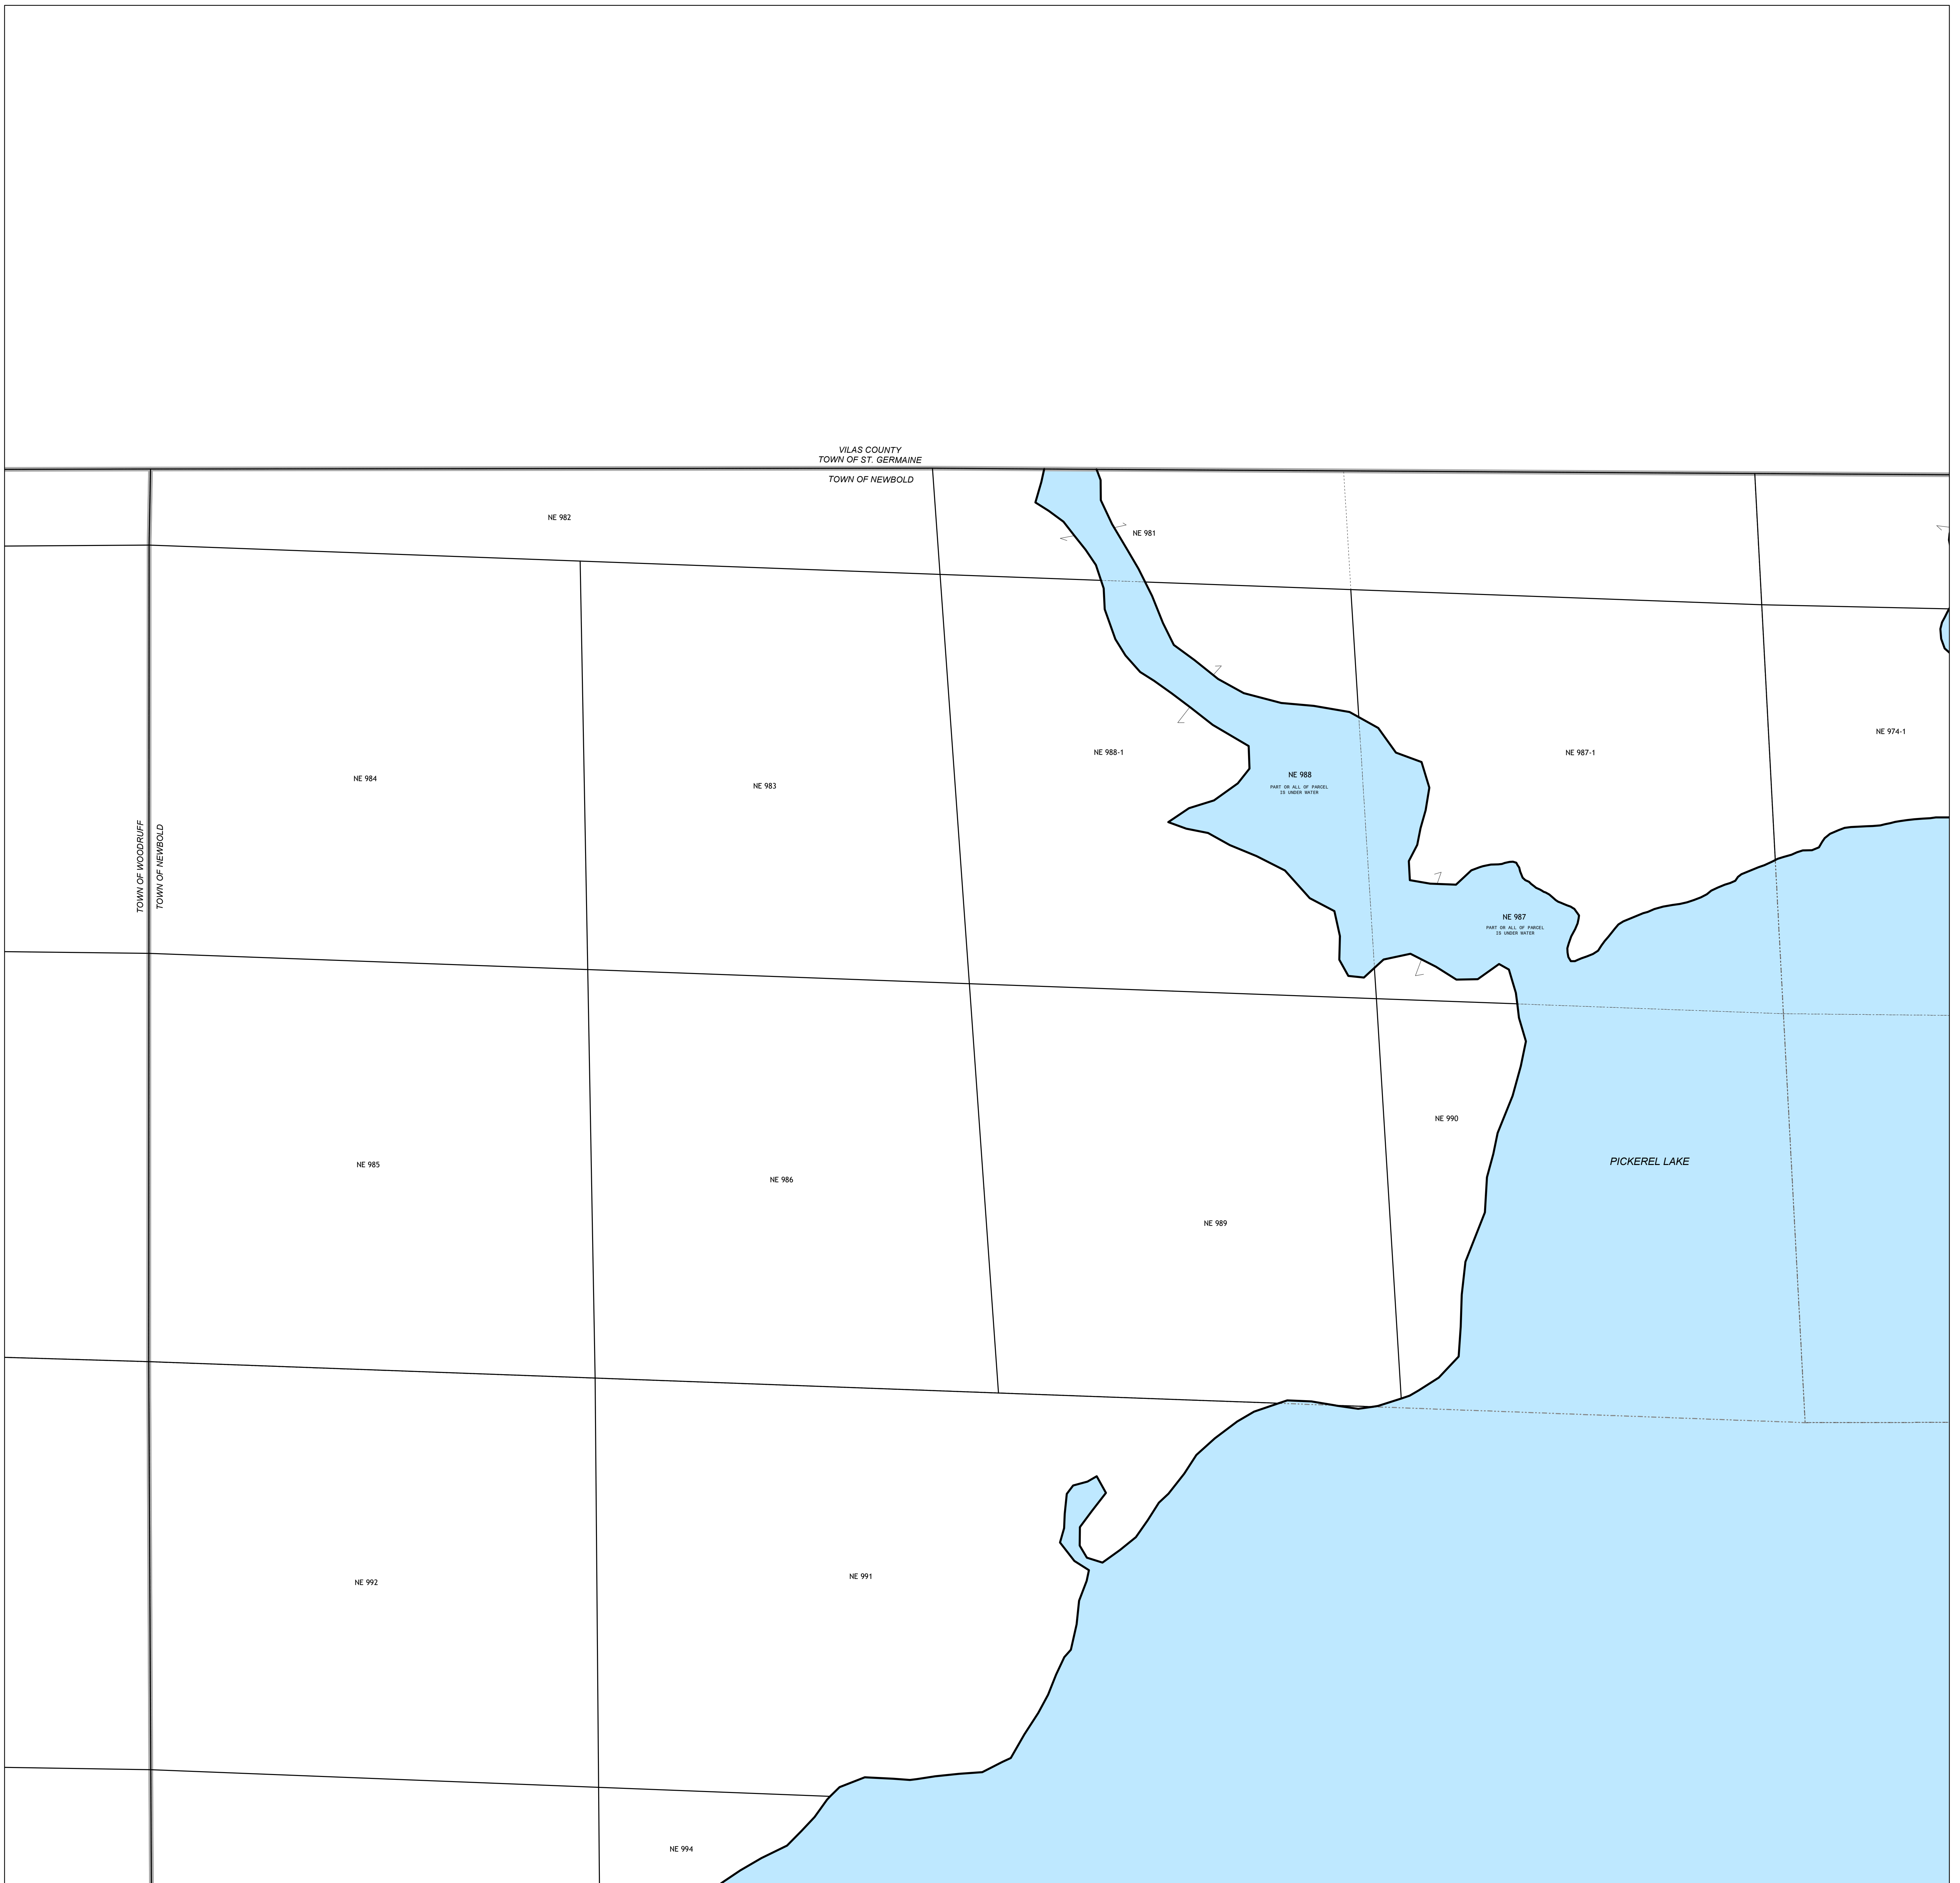 VILAS COUNTY
TOWN OF ST. GERMAINE
TOWN OF NEWBOLD
NE 982
NE 981
NE 974-1
NE 988-1
NE 987-1
NE 988
PART OR ALL OF PARCEL
IS UNDER WATER
NE 984
NE 983
TOWN OF WOODRUFF
TOWN OF NEWBOLD
NE 987
PART OR ALL OF PARCEL
IS UNDER WATER
NE 990
PICKEREL LAKE
NE 985
NE 986
NE 989
NE 992
NE 991
NE 994